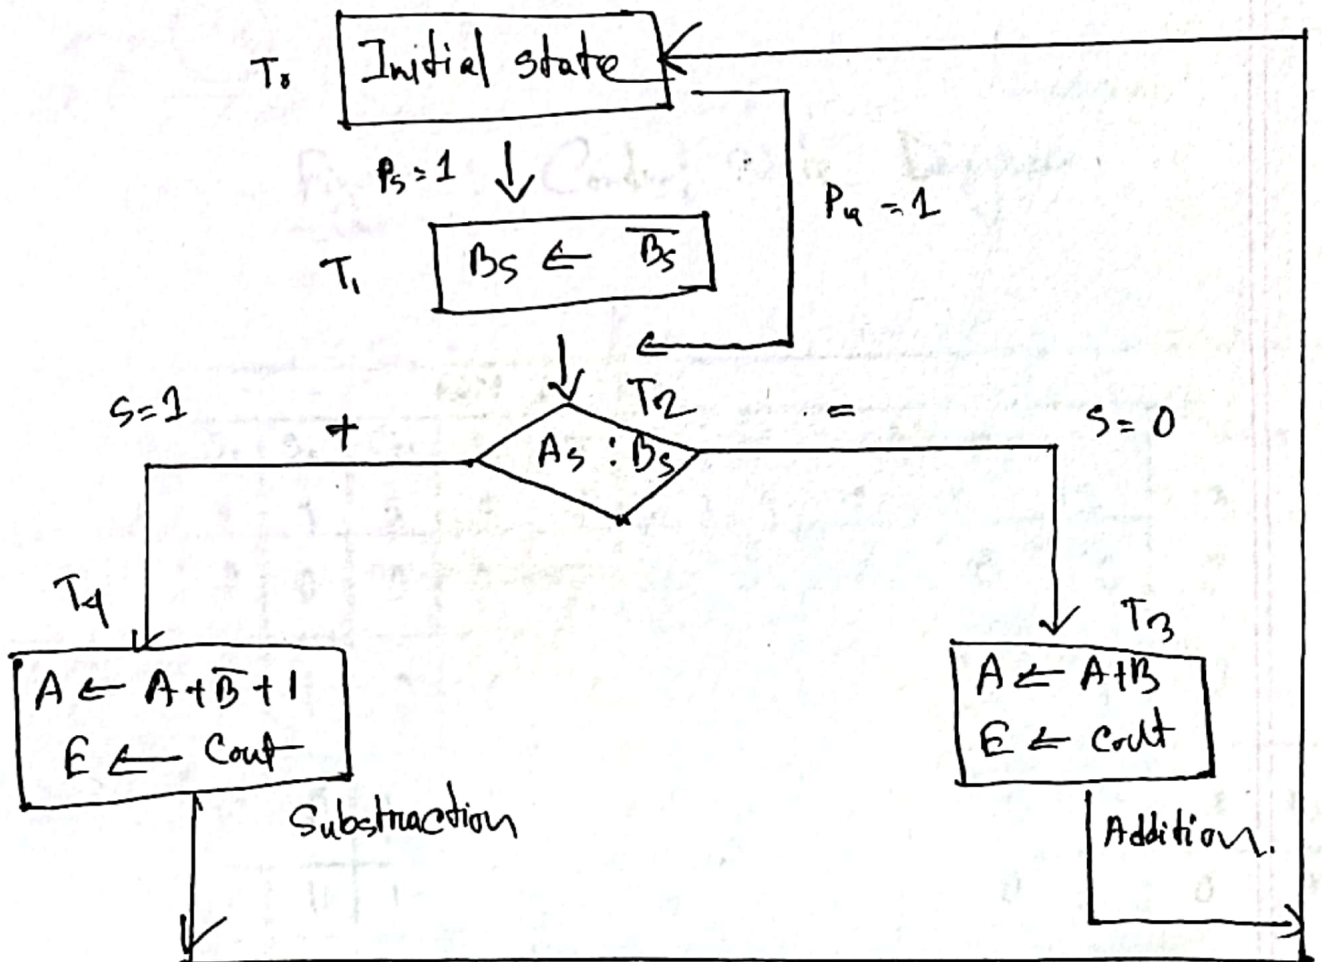 T₀ Initial state
Pₛ = 1
Pₐ = 1
T₁ Bₛ ← B̅ₛ
T₂
S=1 + Aₛ : Bₛ = S = 0
T₄
T₃
A ← A + B̅ + 1
E ← Cout
A ← A+B
E ← Cout
Substraction
Addition.